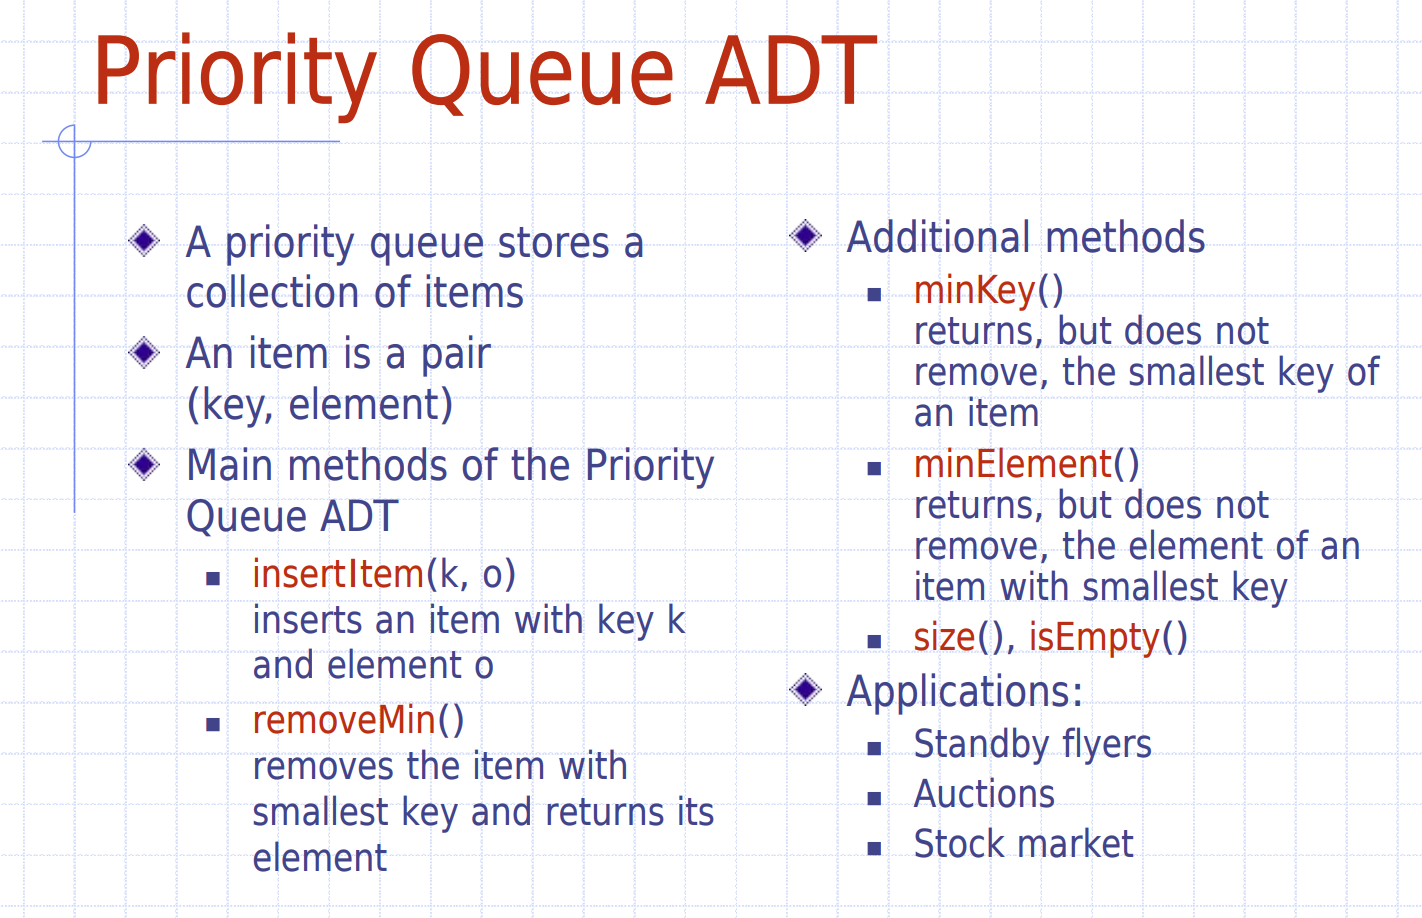 Priority Queue ADT
A priority queue stores a
collection of items
An item is a pair
(key, element)
Main methods of the Priority
Queue ADT
insertItem(k, o)
inserts an item with key k
and element o
removeMin()
removes the item with
smallest key and returns its
element
Additional methods
minKey()
returns, but does not
remove, the smallest key of
an item
minElement()
returns, but does not
remove, the element of an
item with smallest key
size(), isEmpty()
Applications:
Standby flyers
Auctions
Stock market